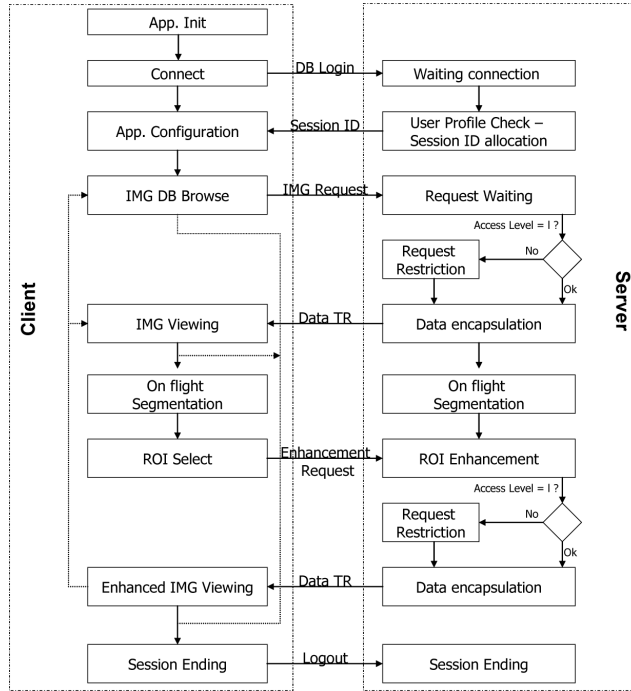 App. Init
Connect
DB Login
Waiting connection
App. Configuration
Session ID
User Profile Check –
Session ID allocation
IMG DB Browse
IMG Request
Request Waiting
Access Level = l ?
No
Request
Restriction
Ok
Client
Server
IMG Viewing
Data TR
Data encapsulation
On flight
Segmentation
On flight
Segmentation
ROI Select
Enhancement
Request
ROI Enhancement
Access Level = l ?
No
Request
Restriction
Ok
Enhanced IMG Viewing
Data TR
Data encapsulation
Session Ending
Logout
Session Ending